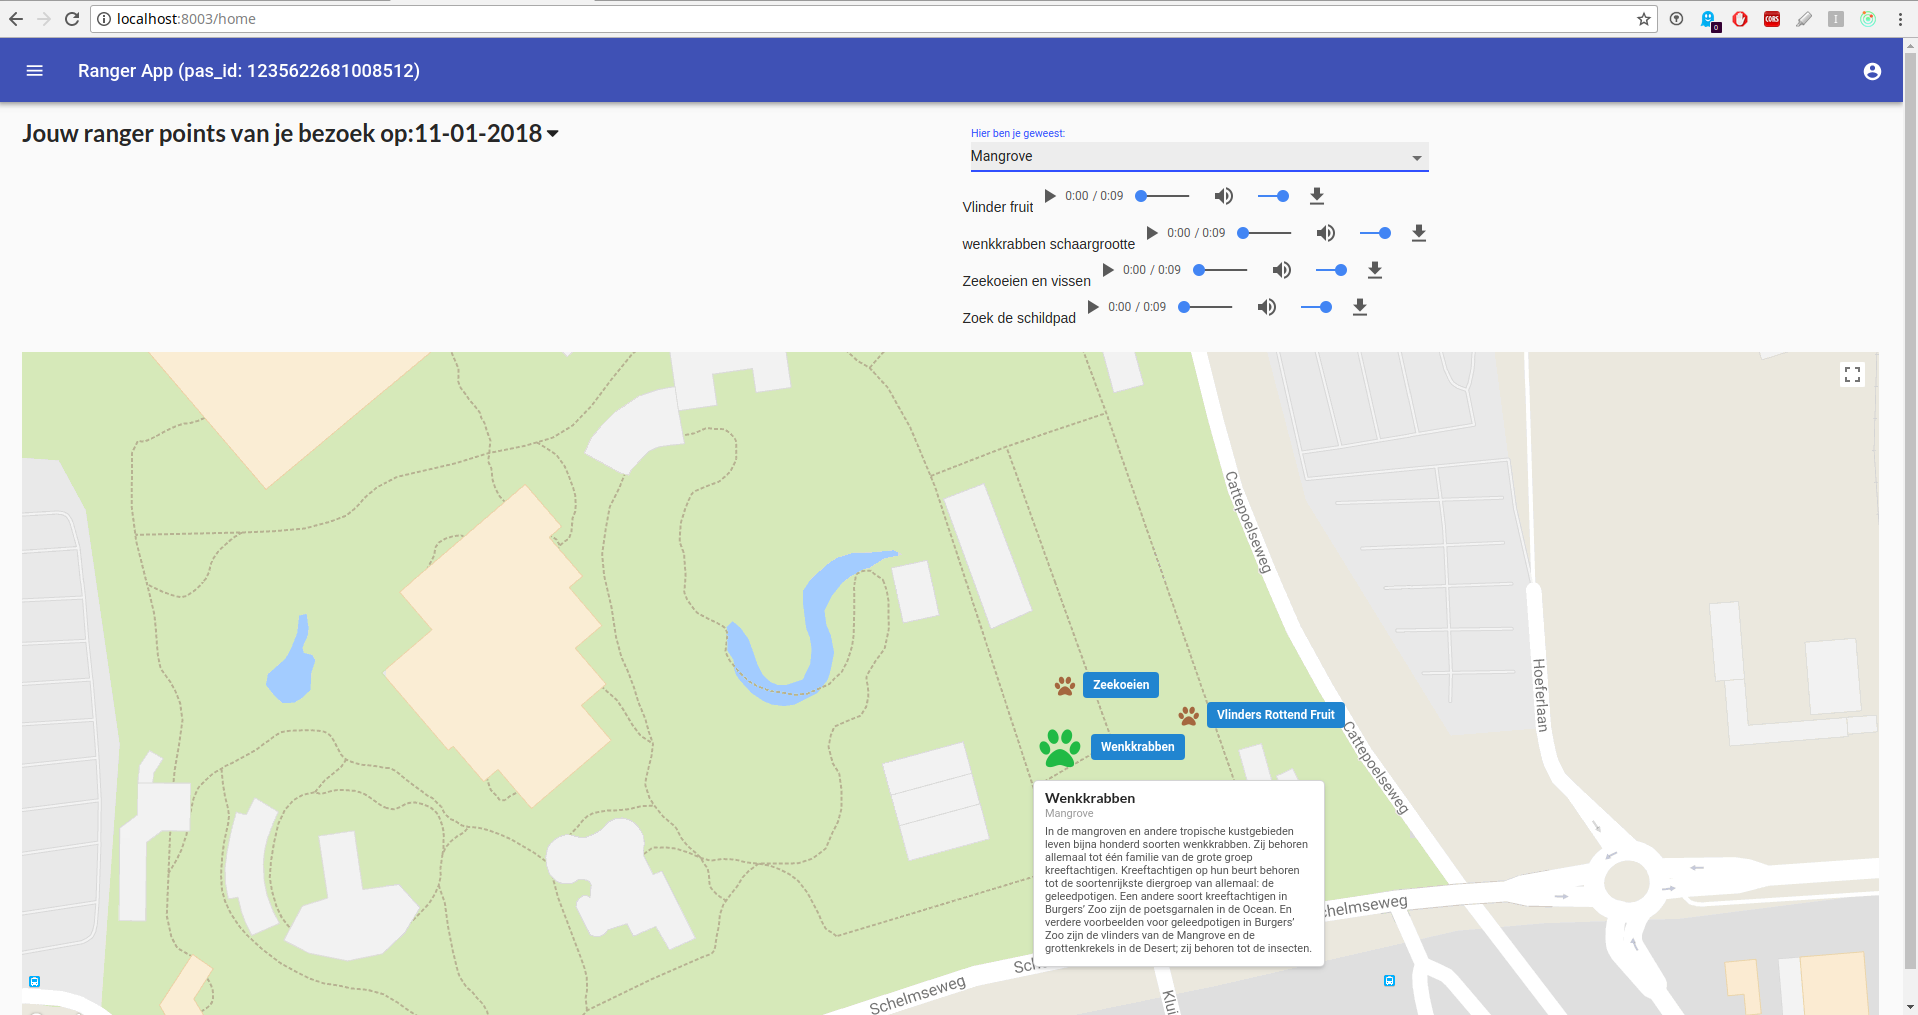 localhost:8003/home
0
CORS
Ranger App (pas_id: 1235622681008512)
Jouw ranger points van je bezoek op:11-01-2018
Hier ben je geweest:
Mangrove
Vlinder fruit
0:00 / 0:09
wenkkrabben schaargrootte
0:00 / 0:09
Zeekoeien en vissen
0:00 / 0:09
Zoek de schildpad
0:00 / 0:09
Cattepoelseweg
Hoeferlaan
Zeekoeien
Vlinders Rottend Fruit
Cattepoelseweg
Wenkkrabben
Wenkkrabben
Mangrove
In de mangroven en andere tropische kustgebieden
leven bijna honderd soorten wenkkrabben. Zij behoren
allemaal tot één familie van de grote groep
kreeftachtigen. Kreeftachtigen op hun beurt behoren
tot de soortenrijkste diergroep van allemaal: de
geleedpotigen. Een andere soort kreeftachtigen in
Burgers' Zoo zijn de poetsgarnalen in de Ocean. En
verdere voorbeelden voor geleedpotigen in Burgers'
Zoo zijn de vlinders van de Mangrove en de
grottenkrekels in de Desert; zij behoren tot de insecten.
chelmseweg
Sch
Schelmseweg
Klui